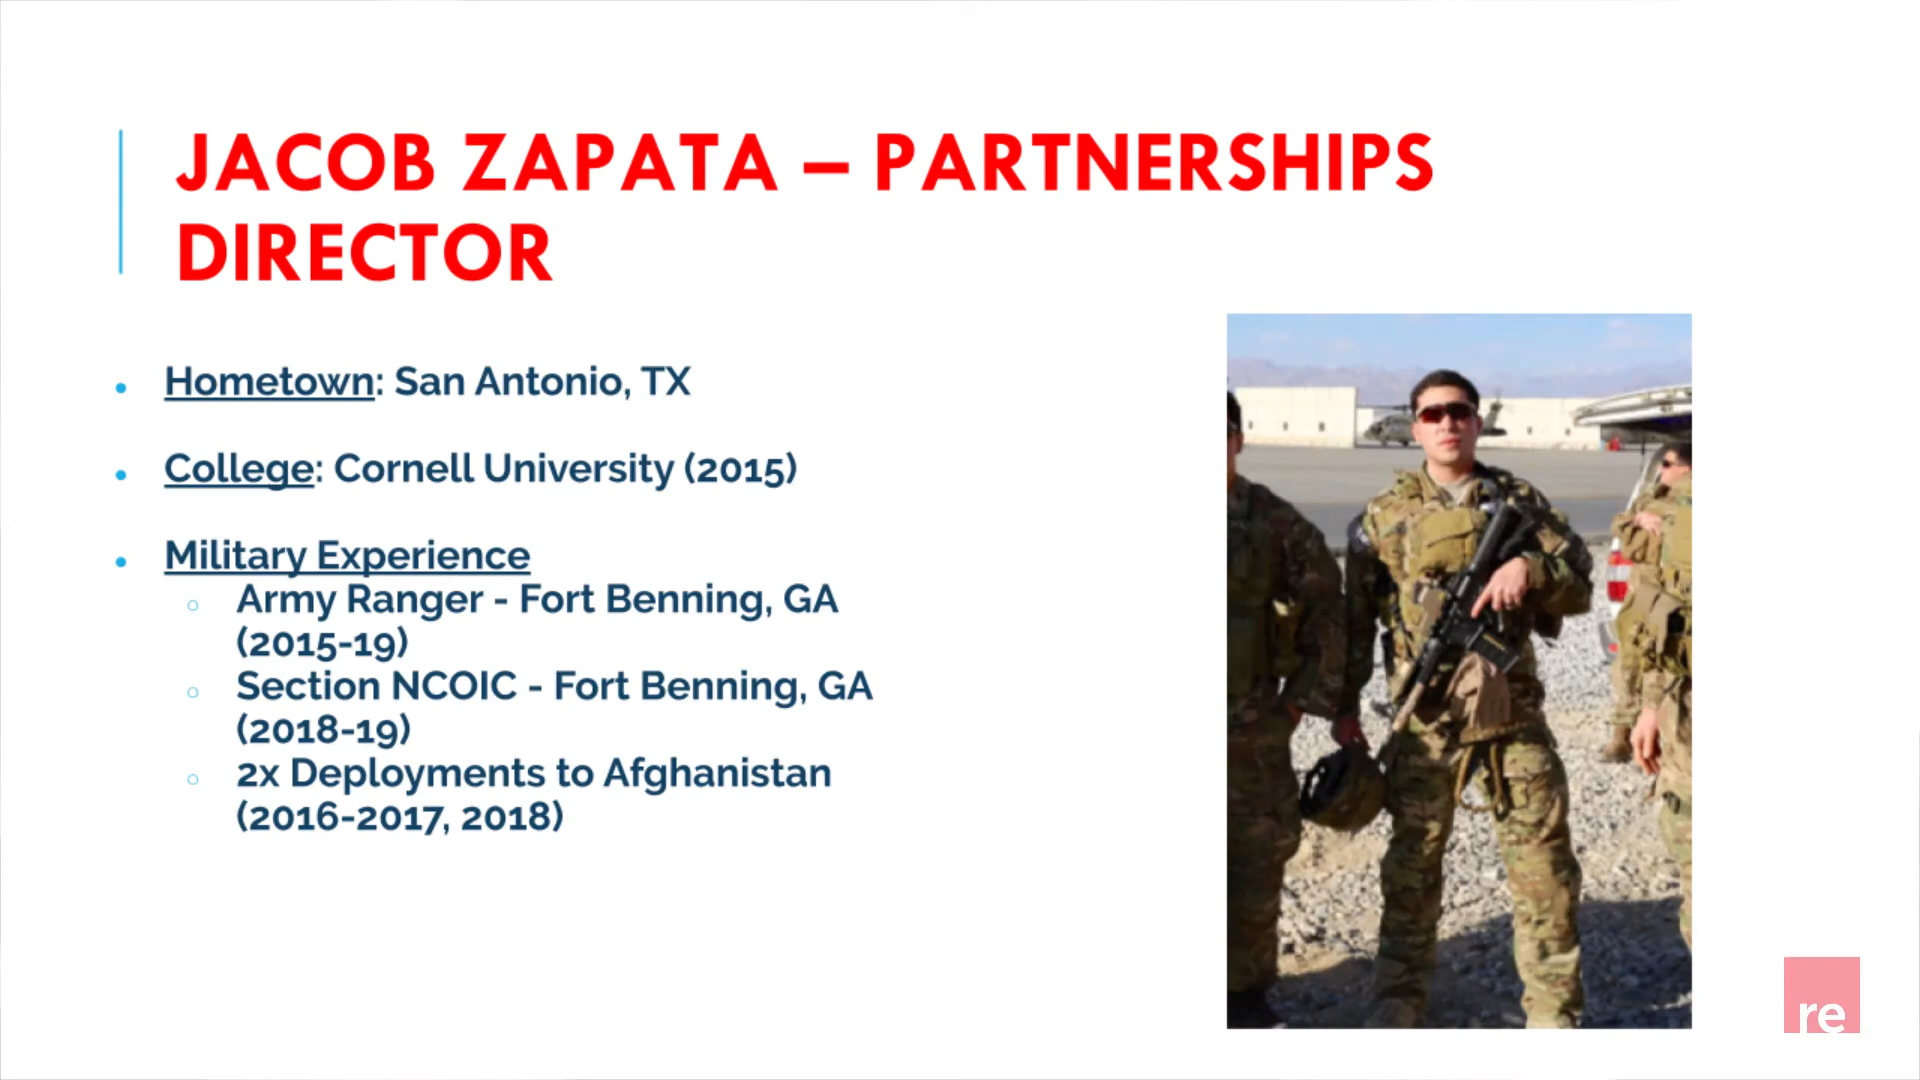 JACOB ZAPATA – PARTNERSHIPS
DIRECTOR
Hometown: San Antonio, TX
College: Cornell University (2015)
Military Experience
Army Ranger - Fort Benning, GA
(2015-19)
Section NCOIC - Fort Benning, GA
(2018-19)
2x Deployments to Afghanistan
(2016-2017, 2018)
re